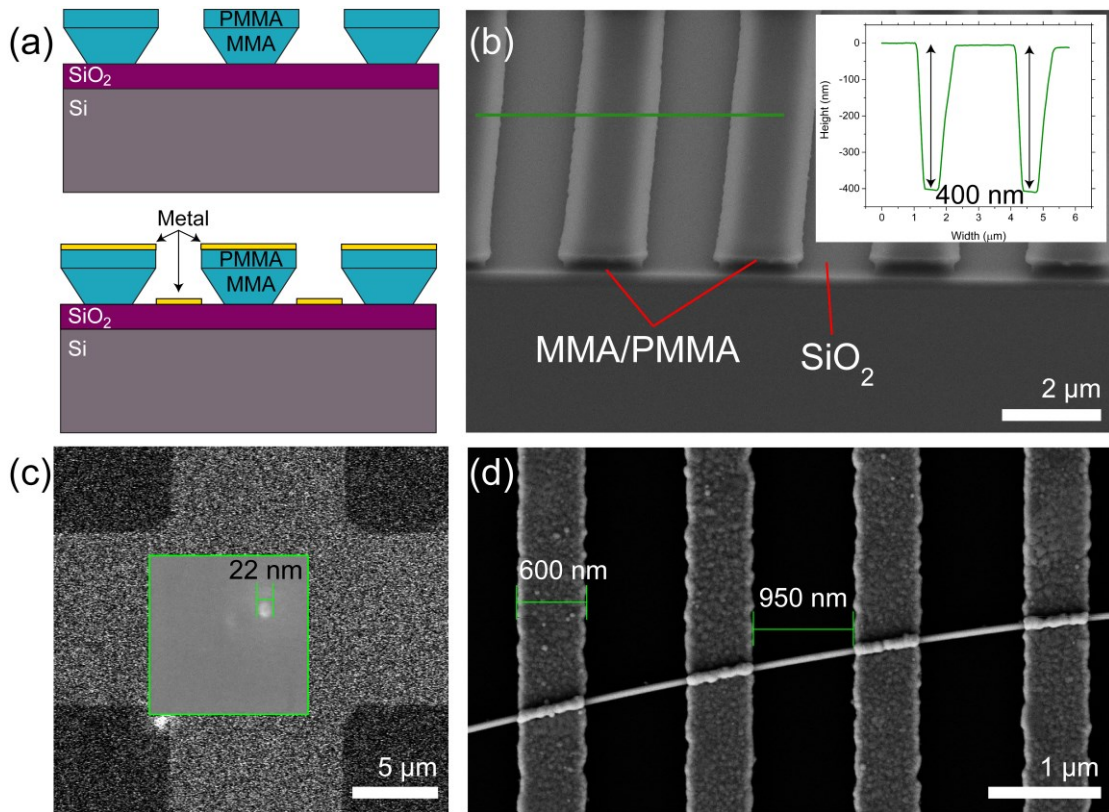 (a)
PMMA
MMA
SiO₂
Si
Metal
PMMA
MMA
SiO₂
Si
(b)
0
-100
-200
-300
-400
Height (nm)
400 nm
0 1 2 3 4 5 6
Width (μm)
MMA/PMMA
SiO₂
2 μm
(c)
22 nm
5 μm
(d)
600 nm
950 nm
1 μm